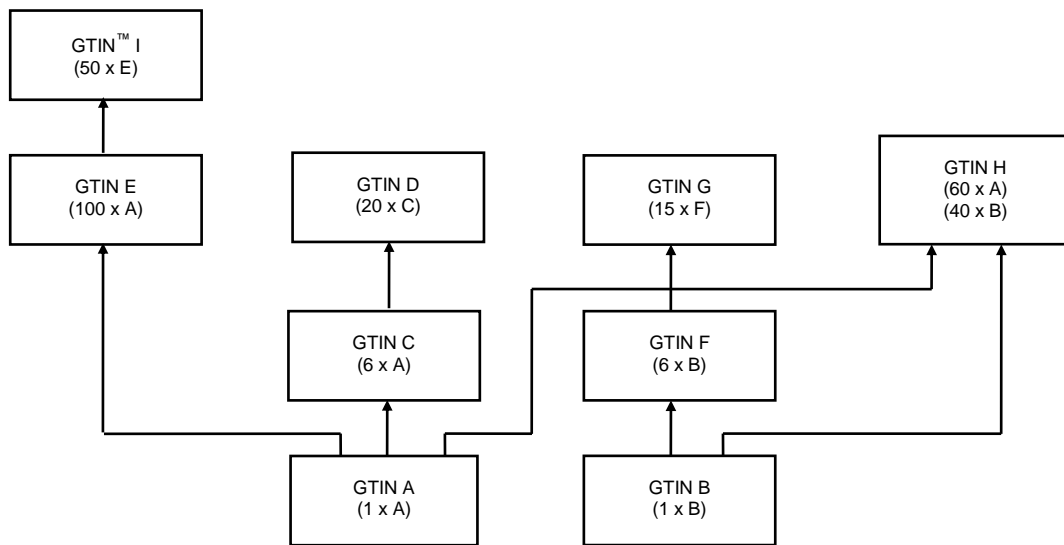 GTIN™ I
(50 x E)
GTIN E
(100 x A)
GTIN D
(20 x C)
GTIN G
(15 x F)
GTIN H
(60 x A)
(40 x B)
GTIN C
(6 x A)
GTIN F
(6 x B)
GTIN A
(1 x A)
GTIN B
(1 x B)